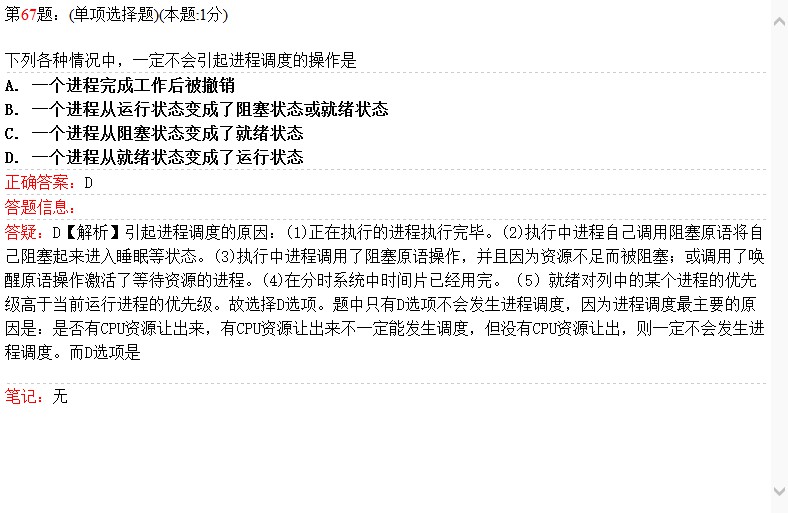 第67题：(单项选择题)(本题:1分)
下列各种情况中，一定不会引起进程调度的操作是
A. 一个进程完成工作后被撤销
B. 一个进程从运行状态变成了阻塞状态或就绪状态
C. 一个进程从阻塞状态变成了就绪状态
D. 一个进程从就绪状态变成了运行状态
正确答案：D
答题信息：
答疑：D【解析】引起进程调度的原因：(1)正在执行的进程执行完毕。(2)执行中进程自己调用阻塞原语将自
己阻塞起来进入睡眠等状态。(3)执行中进程调用了阻塞原语操作，并且因为资源不足而被阻塞；或调用了唤
醒原语操作激活了等待资源的进程。(4)在分时系统中时间片已经用完。（5）就绪对列中的某个进程的优先
级高于当前运行进程的优先级。故选择D选项。题中只有D选项不会发生进程调度，因为进程调度最主要的原
因是：是否有CPU资源让出来，有CPU资源让出来不一定能发生调度，但没有CPU资源让出，则一定不会发生进
程调度。而D选项是
笔记：无